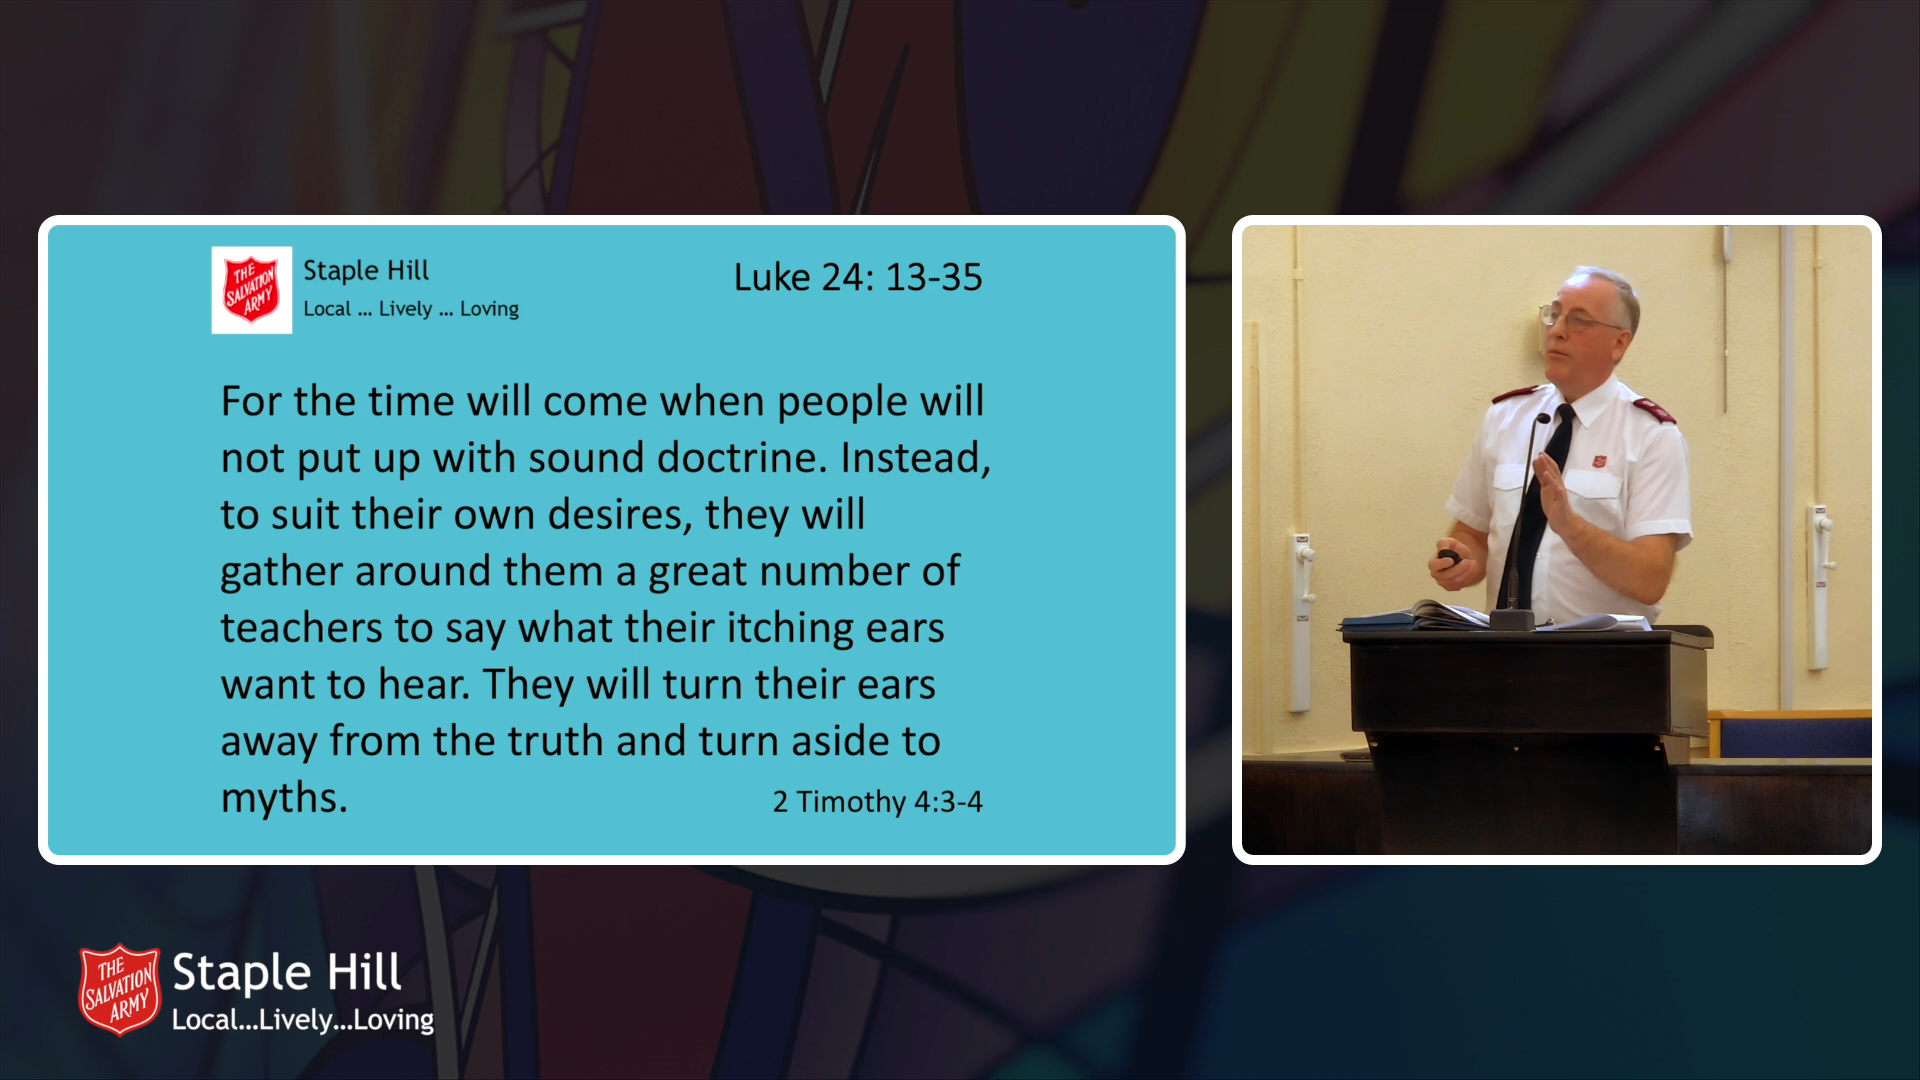 THE
SALVATION
ARMY
Staple Hill
Local ... Lively ... Loving
Luke 24: 13-35
For the time will come when people will
not put up with sound doctrine. Instead,
to suit their own desires, they will
gather around them a great number of
teachers to say what their itching ears
want to hear. They will turn their ears
away from the truth and turn aside to
myths.
2 Timothy 4:3-4
THE
SALVATION
ARMY
Staple Hill
Local...Lively...Loving